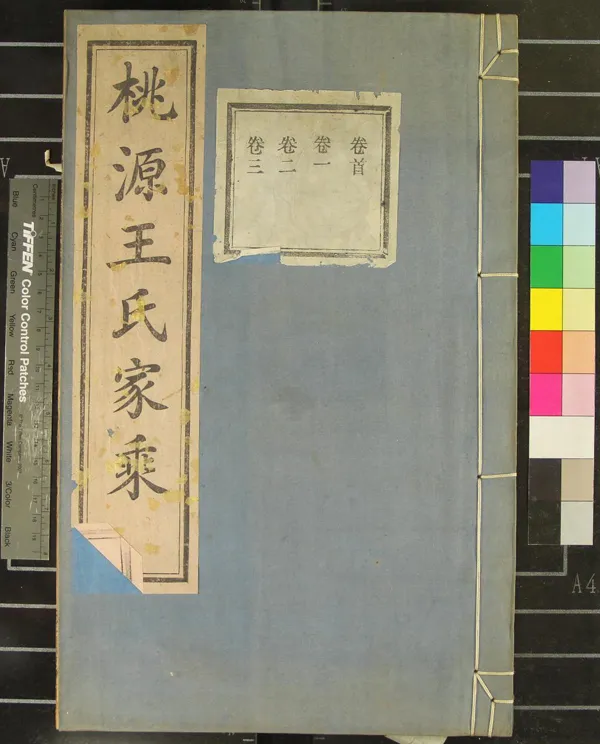 桃源王氏家乘
卷首
卷一
卷二
卷三
TIFFEN Color Control Patches
Blue Cyan Green Yellow Red Magenta White 3/Color Black
A4